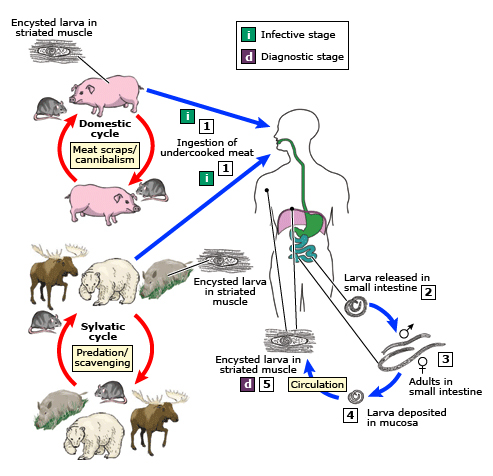 Encysted larva in
striated muscle
i Infective stage
d Diagnostic stage
i 1
Domestic
cycle
Meat scraps/
cannibalism
Ingestion of
undercooked meat
i 1
Encysted larva
in striated
muscle
Larva released in
small intestine 2
Sylvatic
cycle
Predation/
scavenging
♂
♀
3
Adults in
small intestine
Encysted larva in
striated muscle
d 5
Circulation
4 Larva deposited
in mucosa